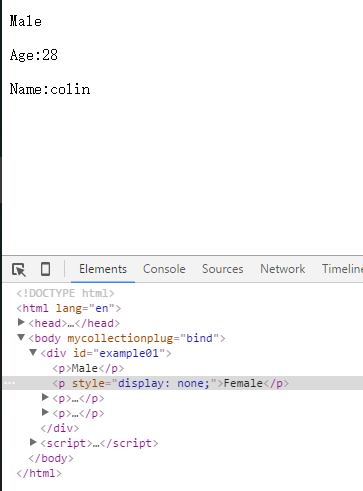 Male
Age:28
Name:colin
Elements Console Sources Network Timeline
<!DOCTYPE html>
<html lang="en">
▶<head>…</head>
▼<body mycollectionplug="bind">
▼<div id="example01">
<p>Male</p>
<p style="display: none;">Female</p>
▶<p>…</p>
▶<p>…</p>
</div>
▶<script>…</script>
</body>
</html>